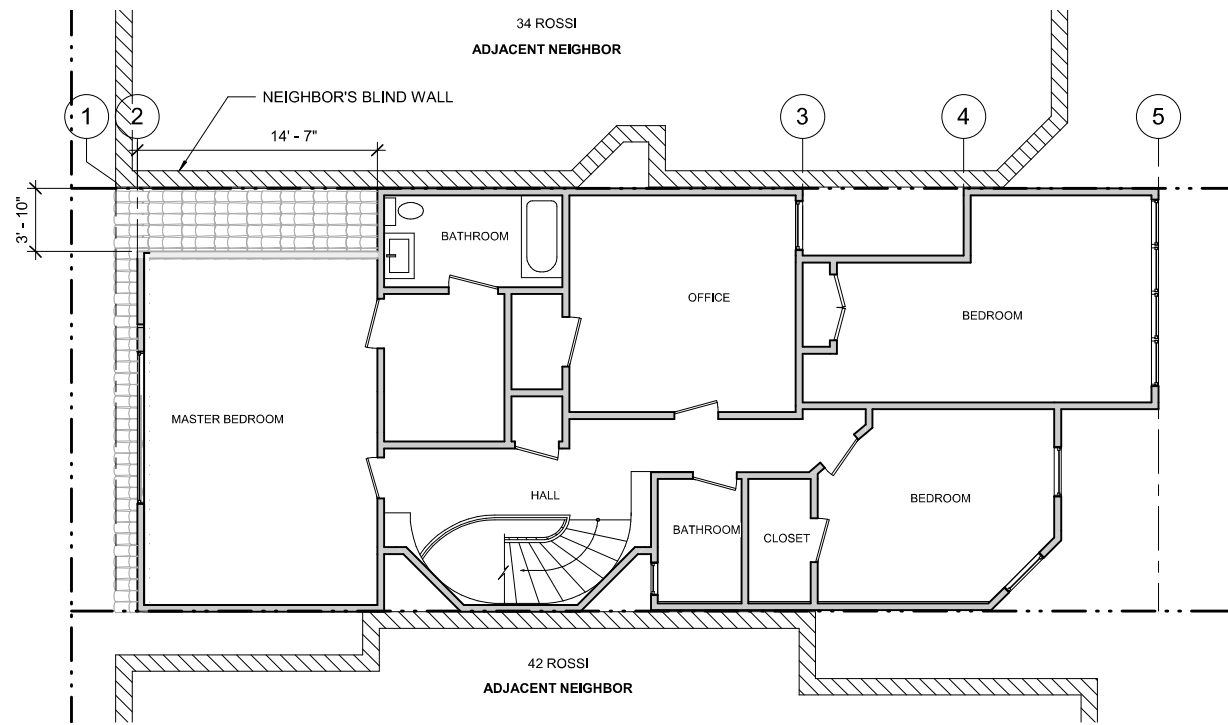 34 ROSSI
ADJACENT NEIGHBOR
NEIGHBOR'S BLIND WALL
1
2
14' - 7"
3
4
5
3' - 10"
BATHROOM
OFFICE
BEDROOM
MASTER BEDROOM
HALL
BATHROOM
CLOSET
BEDROOM
42 ROSSI
ADJACENT NEIGHBOR